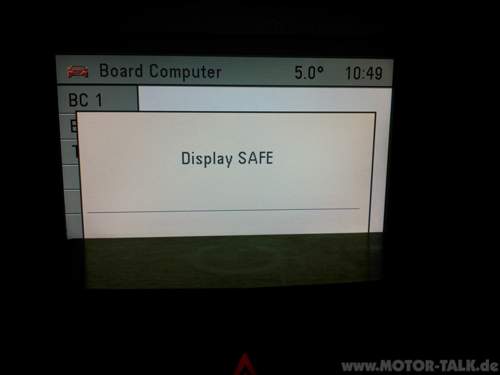 Board Computer 5.0° 10:49
BC 1
Display SAFE
www.MOTOR-TALK.de